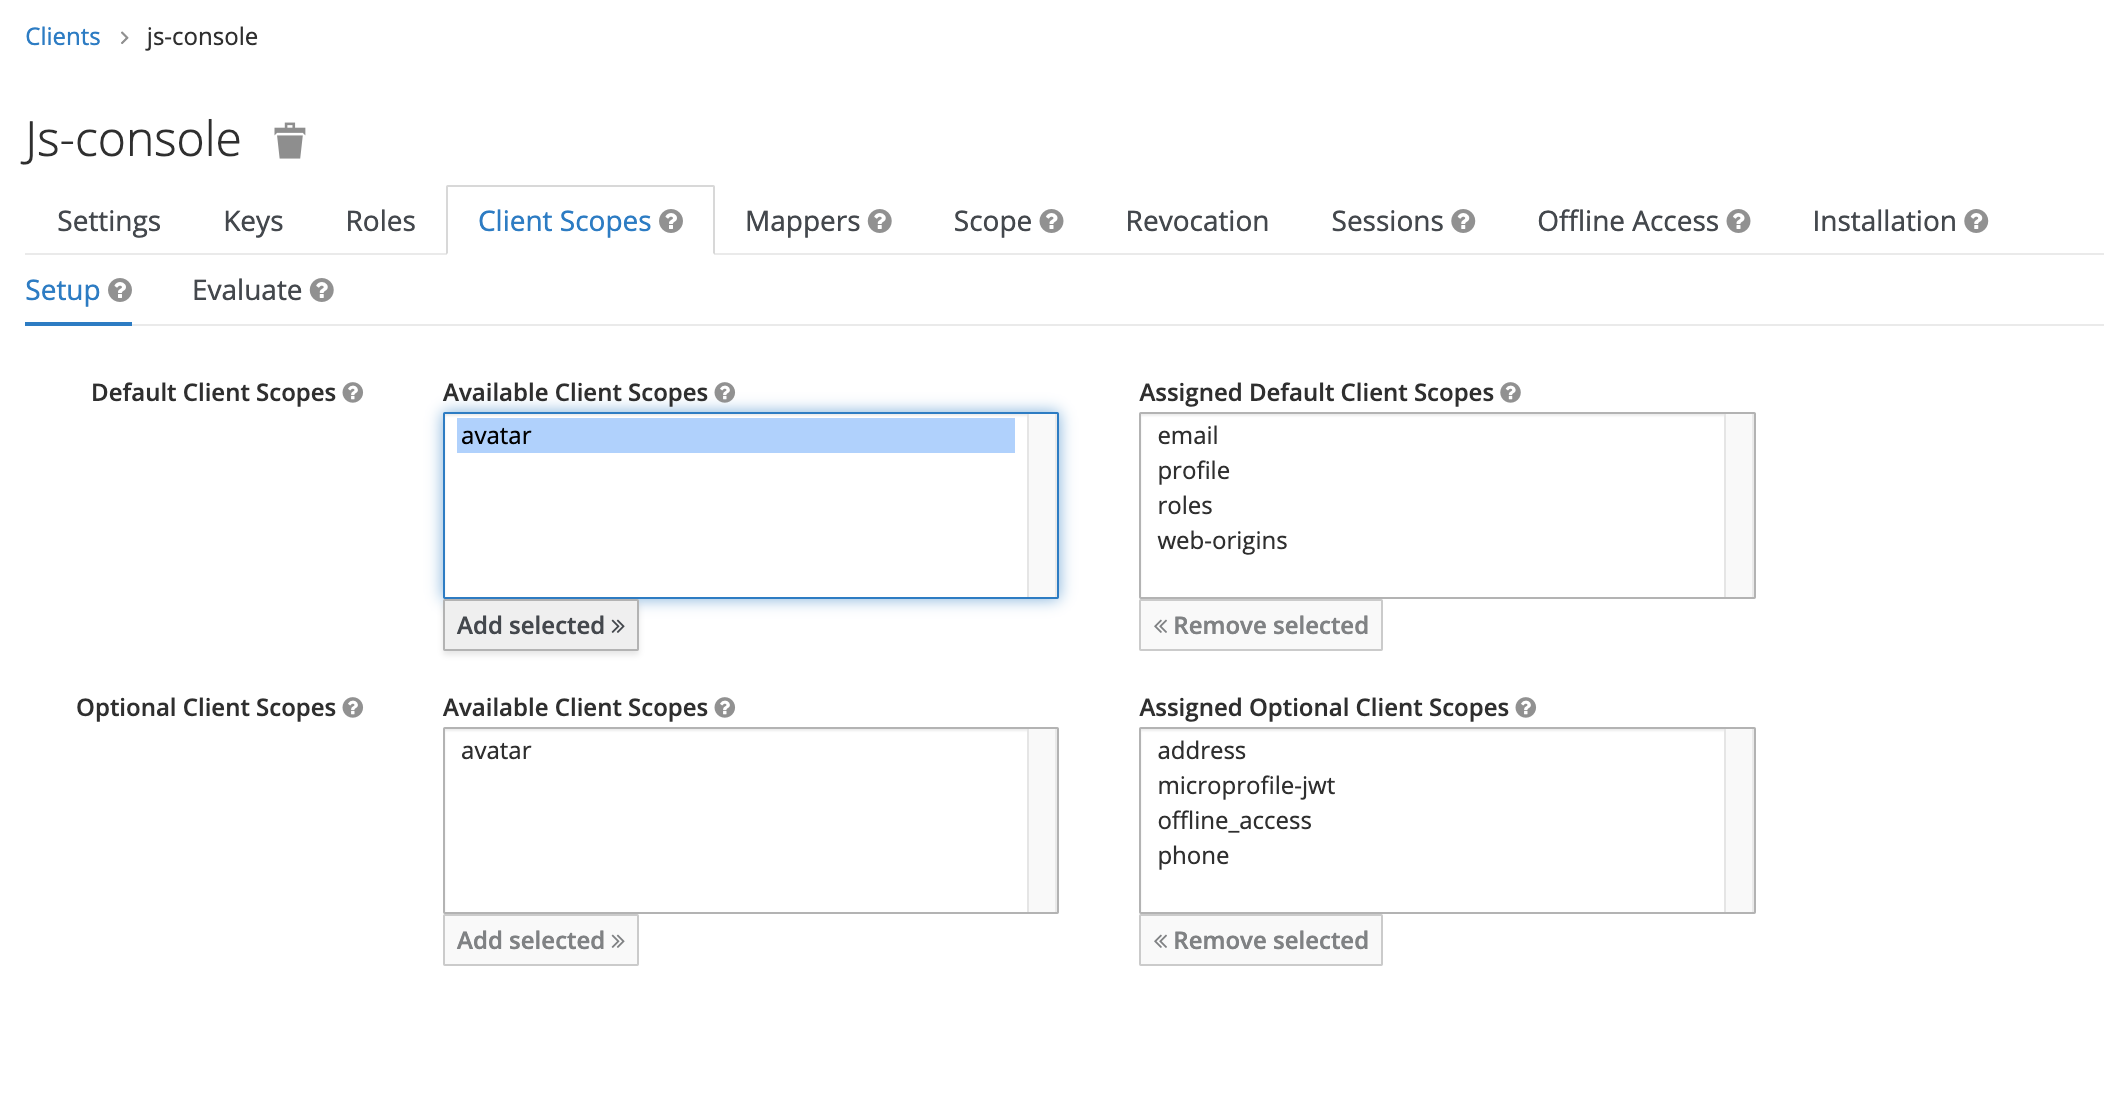 Clients > js-console
Js-console
Settings Keys Roles Client Scopes ? Mappers ? Scope ? Revocation Sessions ? Offline Access ? Installation ?
Setup ? Evaluate ?
Default Client Scopes ? Available Client Scopes ? Assigned Default Client Scopes ?
avatar email
profile
roles
web-origins
Add selected » « Remove selected
Optional Client Scopes ? Available Client Scopes ? Assigned Optional Client Scopes ?
avatar address
microprofile-jwt
offline_access
phone
Add selected » « Remove selected